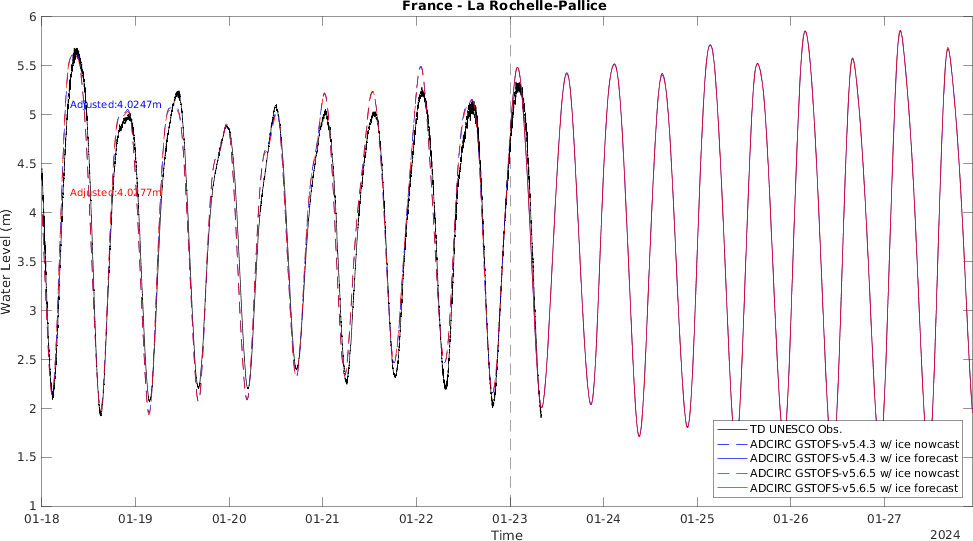 France - La Rochelle-Pallice
6
5.5
5
4.5
4
3.5
3
2.5
2
1.5
1
Water Level (m)
Adjusted:4.0247m
Adjusted:4.0277m
TD UNESCO Obs.
ADCIRC GSTOFS-v5.4.3 w/ ice nowcast
ADCIRC GSTOFS-v5.4.3 w/ ice forecast
ADCIRC GSTOFS-v5.6.5 w/ ice nowcast
ADCIRC GSTOFS-v5.6.5 w/ ice forecast
01-18 01-19 01-20 01-21 01-22 01-23 01-24 01-25 01-26 01-27
Time
2024